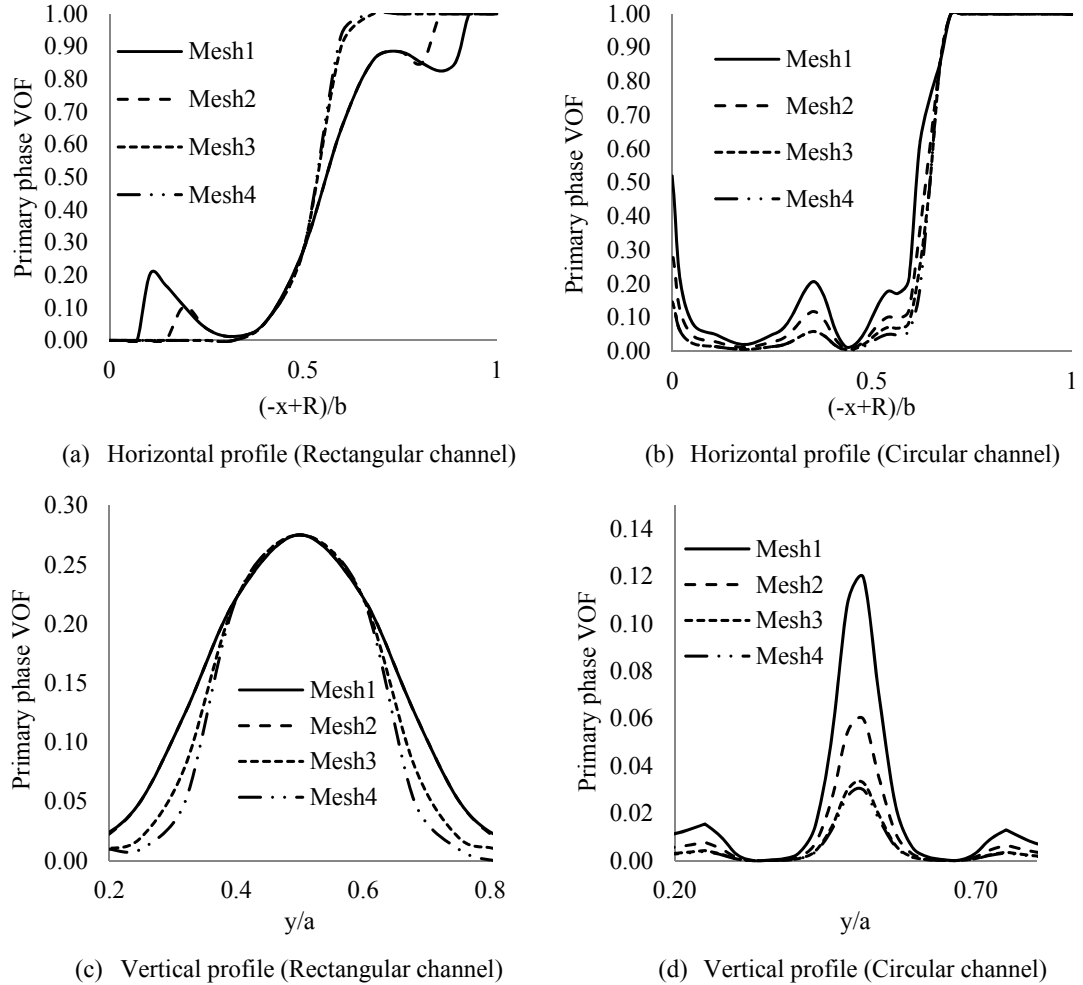 1.00
0.90
0.80
0.70
0.60
0.50
0.40
0.30
0.20
0.10
0.00
Primary phase VOF
Mesh1
Mesh2
Mesh3
Mesh4
0
0.5
1
(-x+R)/b
(a) Horizontal profile (Rectangular channel)
1.00
0.90
0.80
0.70
0.60
0.50
0.40
0.30
0.20
0.10
0.00
Primary phase VOF
Mesh1
Mesh2
Mesh3
Mesh4
0
0.5
1
(-x+R)/b
(b) Horizontal profile (Circular channel)
0.30
0.25
0.20
0.15
0.10
0.05
0.00
Primary phase VOF
Mesh1
Mesh2
Mesh3
Mesh4
0.2
0.4
0.6
0.8
y/a
(c) Vertical profile (Rectangular channel)
0.14
0.12
0.10
0.08
0.06
0.04
0.02
0.00
Primary phase VOF
Mesh1
Mesh2
Mesh3
Mesh4
0.20
0.70
y/a
(d) Vertical profile (Circular channel)